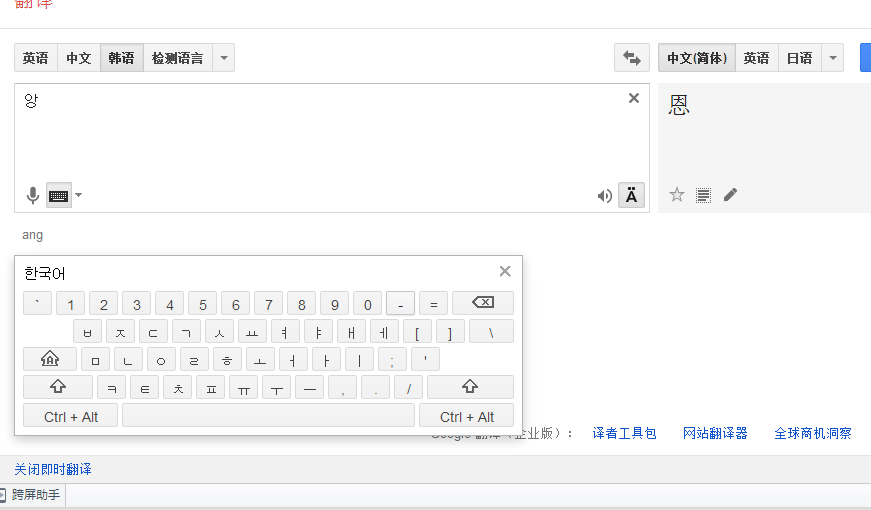 翻译
英语 中文 韩语 检测语言 中文(简体) 英语 日语
앙 恩
Ä
ang
한국어
` 1 2 3 4 5 6 7 8 9 0 - =
ㅂ ㅈ ㄷ ㄱ ㅅ ㅛ ㅕ ㅑ ㅐ ㅔ [ ] \
ㅁ ㄴ ㅇ ㄹ ㅎ ㅗ ㅓ ㅏ ㅣ ; '
ㅋ ㅌ ㅊ ㅍ ㅠ ㅜ ㅡ , . /
Ctrl + Alt Ctrl + Alt
Google 翻译（企业版）： 译者工具包 网站翻译器 全球商机洞察
关闭即时翻译
跨屏助手